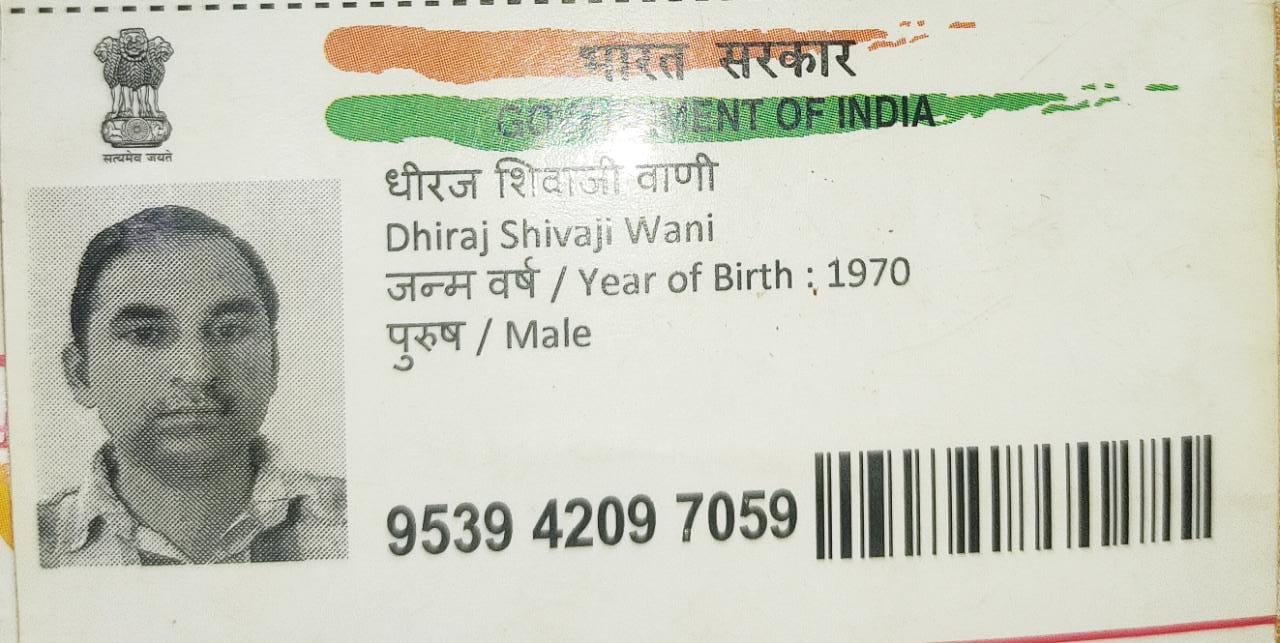 सत्यमेव जयते
भारत सरकार
GOVERNMENT OF INDIA
धीरज शिवाजी वाणी
Dhiraj Shivaji Wani
जन्म वर्ष / Year of Birth : 1970
पुरुष / Male
9539 4209 7059